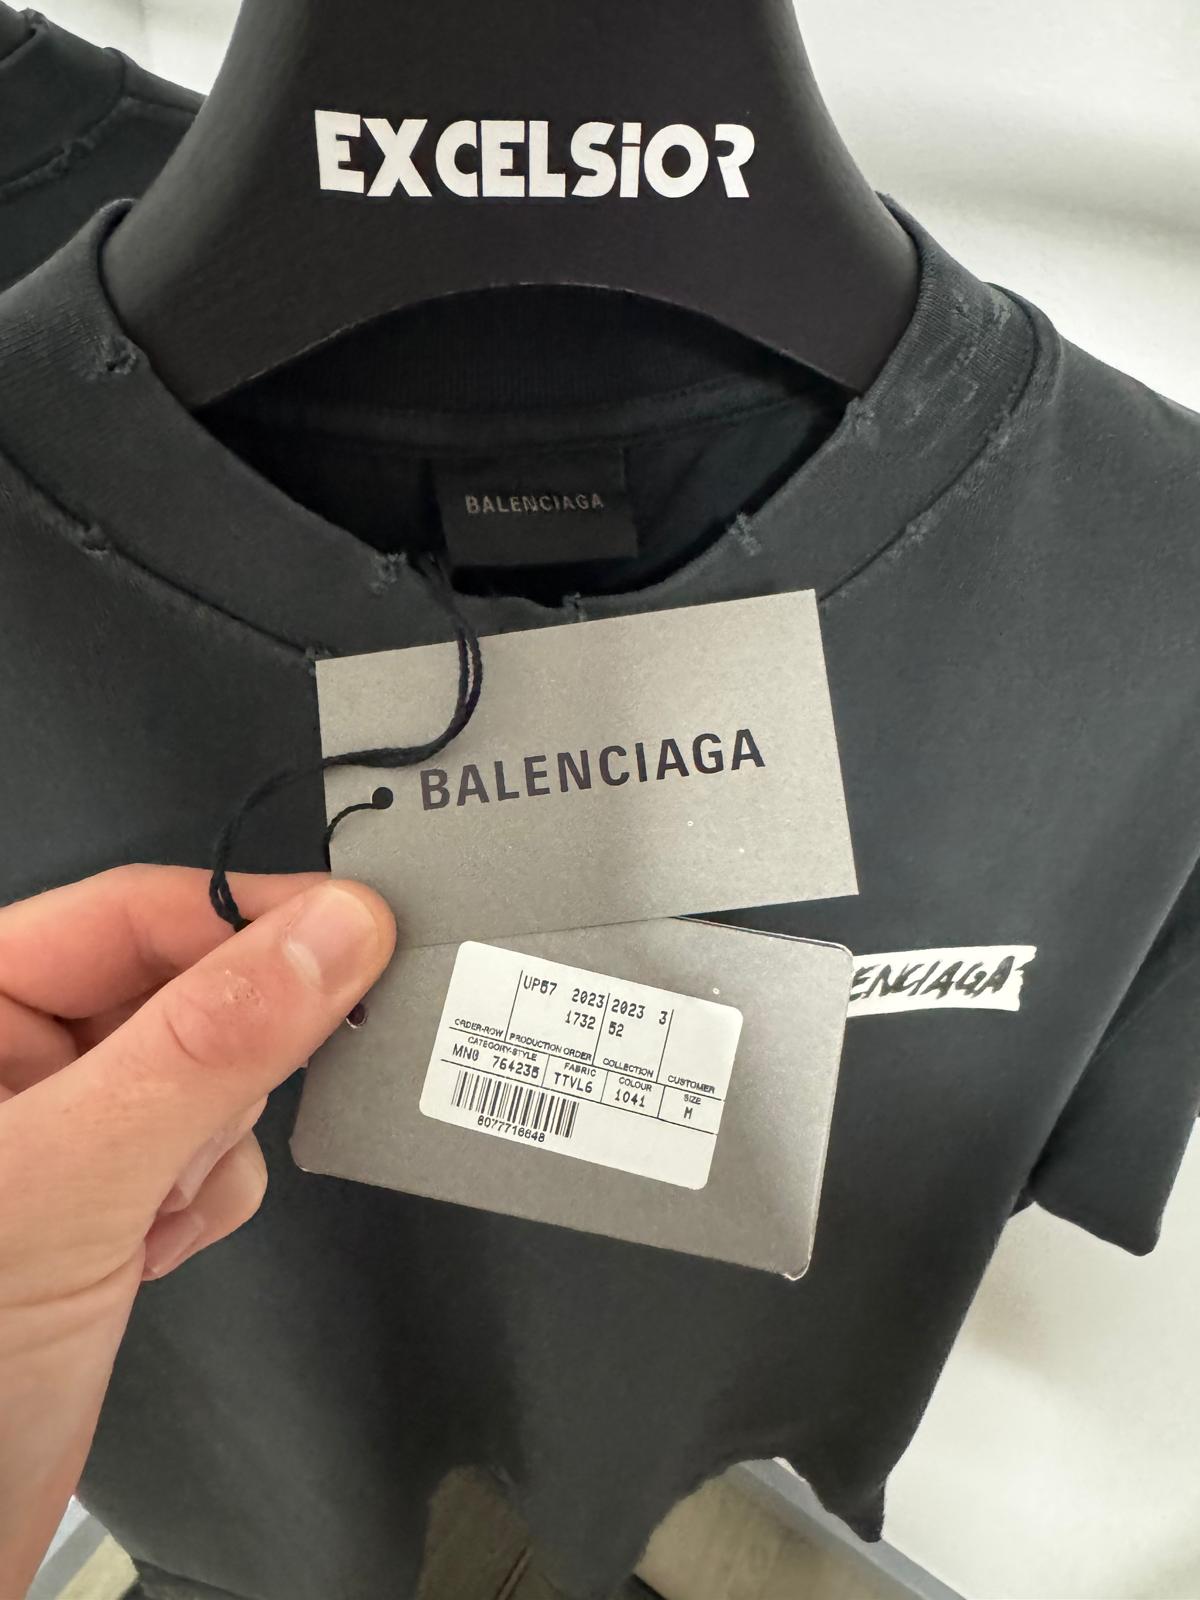 EXCELSiOR
BALENCIAGA
BALENCIAGA
ENCIAGA
UP57 2023 2023 3
1732 52
ORDER-ROW PRODUCTION ORDER COLLECTION CUSTOMER
CATEGORY-STYLE FABRIC COLOUR SIZE
MN0 764235 TTVL6 1041 M
8077716648